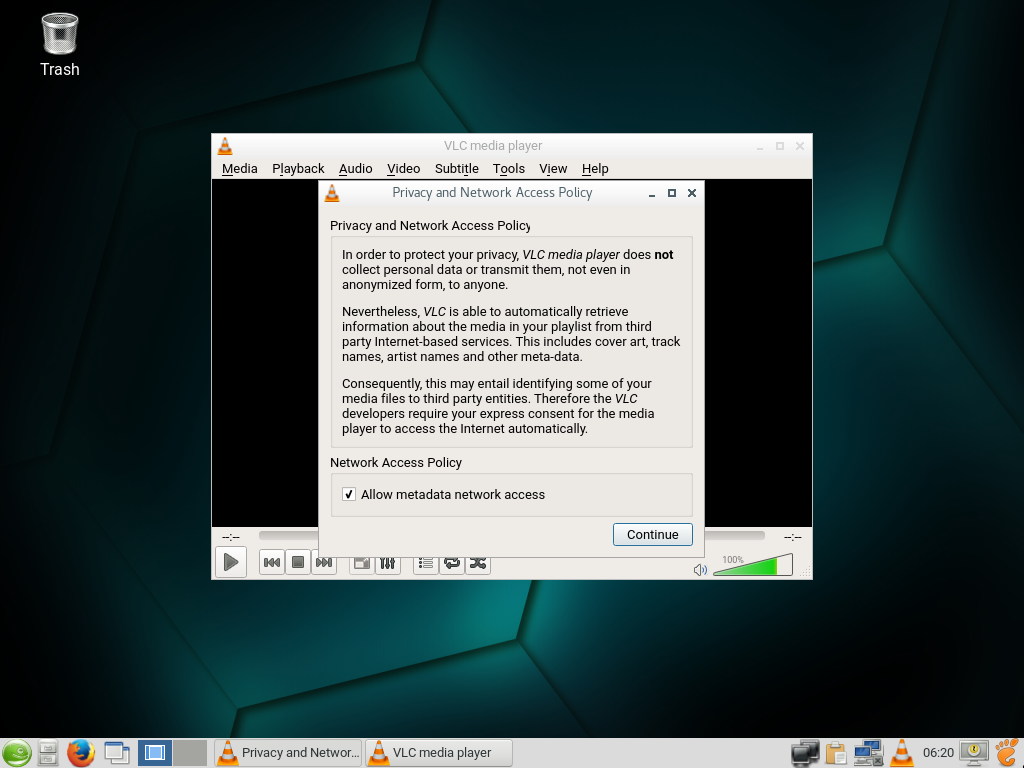 Trash
VLC media player
Media Playback Audio Video Subtitle Tools View Help
Privacy and Network Access Policy
Privacy and Network Access Policy
In order to protect your privacy, VLC media player does not
collect personal data or transmit them, not even in
anonymized form, to anyone.
Nevertheless, VLC is able to automatically retrieve
information about the media in your playlist from third
party Internet-based services. This includes cover art, track
names, artist names and other meta-data.
Consequently, this may entail identifying some of your
media files to third party entities. Therefore the VLC
developers require your express consent for the media
player to access the Internet automatically.
Network Access Policy
Allow metadata network access
Continue
--:-- --:--
100%
Privacy and Networ... VLC media player 06:20